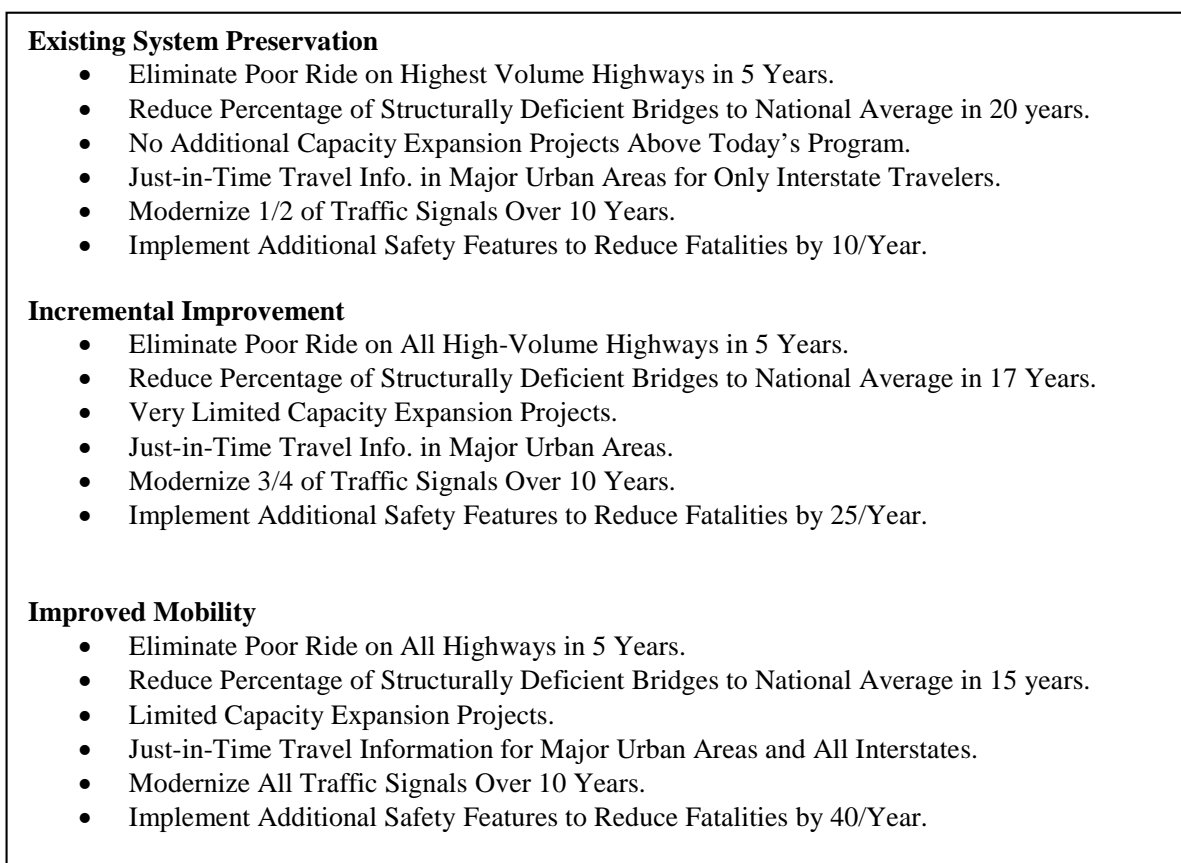 Existing System Preservation
• Eliminate Poor Ride on Highest Volume Highways in 5 Years.
• Reduce Percentage of Structurally Deficient Bridges to National Average in 20 years.
• No Additional Capacity Expansion Projects Above Today’s Program.
• Just-in-Time Travel Info. in Major Urban Areas for Only Interstate Travelers.
• Modernize 1/2 of Traffic Signals Over 10 Years.
• Implement Additional Safety Features to Reduce Fatalities by 10/Year.
Incremental Improvement
• Eliminate Poor Ride on All High-Volume Highways in 5 Years.
• Reduce Percentage of Structurally Deficient Bridges to National Average in 17 Years.
• Very Limited Capacity Expansion Projects.
• Just-in-Time Travel Info. in Major Urban Areas.
• Modernize 3/4 of Traffic Signals Over 10 Years.
• Implement Additional Safety Features to Reduce Fatalities by 25/Year.
Improved Mobility
• Eliminate Poor Ride on All Highways in 5 Years.
• Reduce Percentage of Structurally Deficient Bridges to National Average in 15 years.
• Limited Capacity Expansion Projects.
• Just-in-Time Travel Information for Major Urban Areas and All Interstates.
• Modernize All Traffic Signals Over 10 Years.
• Implement Additional Safety Features to Reduce Fatalities by 40/Year.